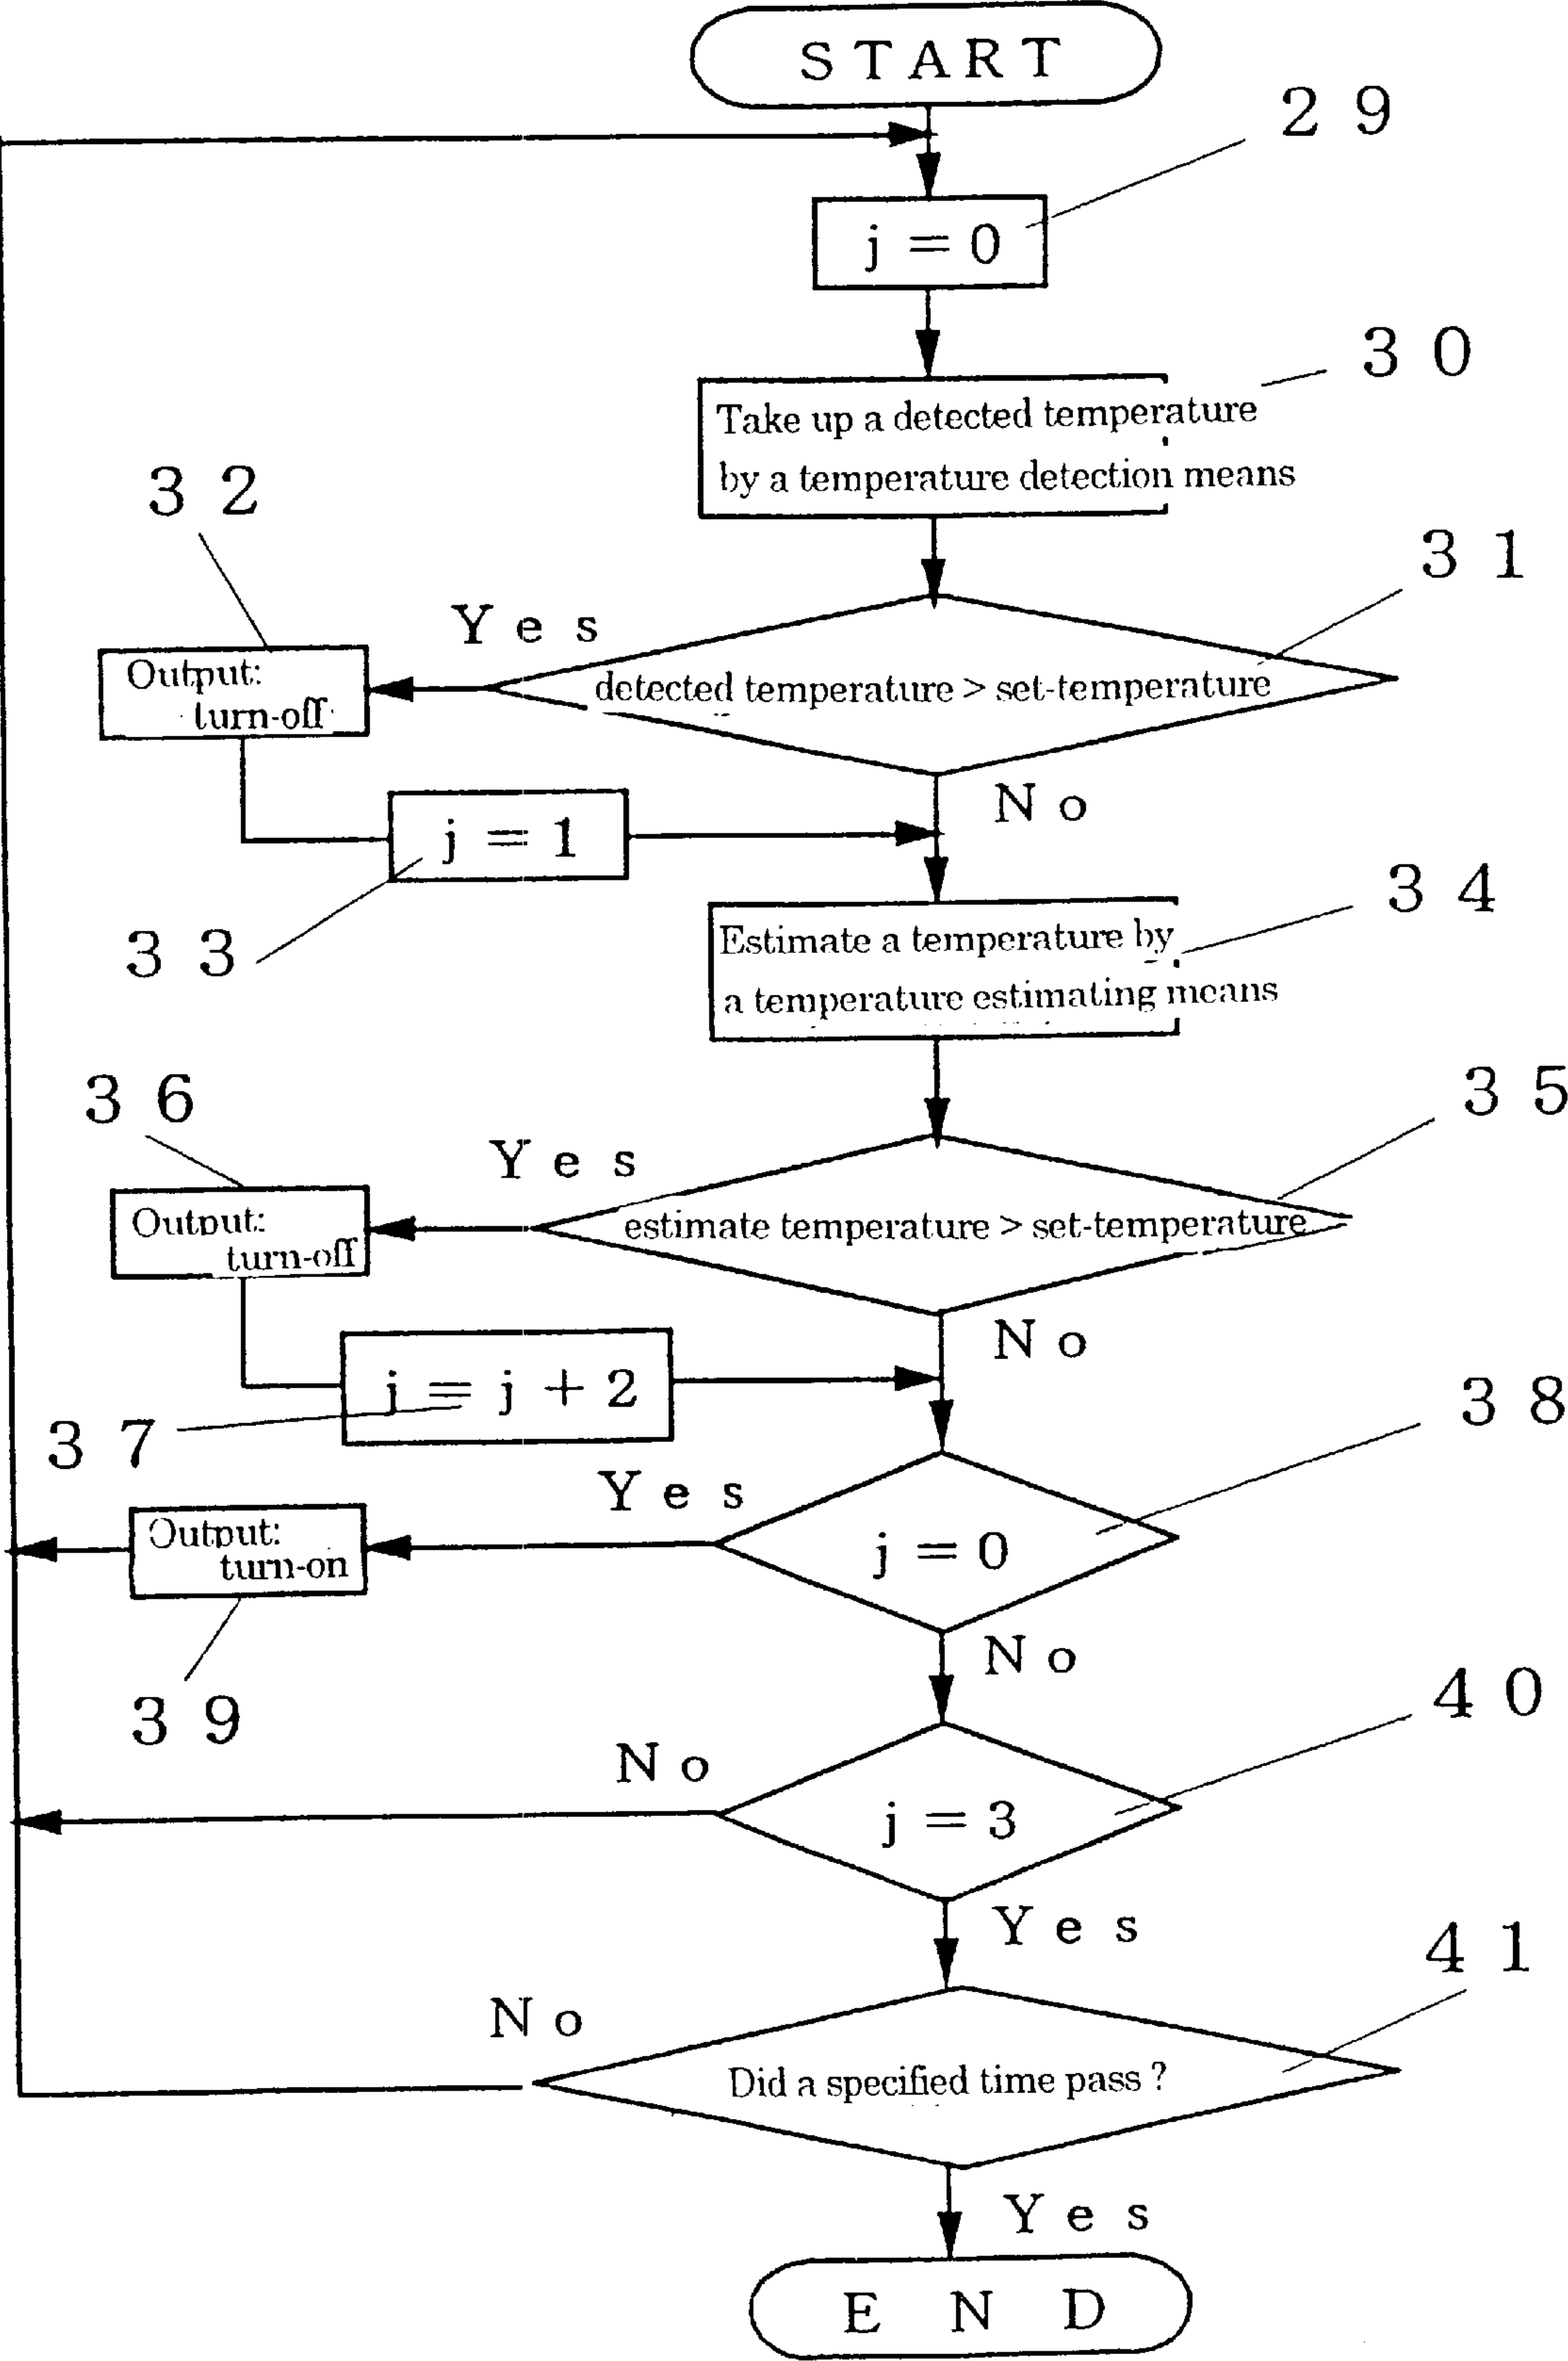 START
29
j = 0
30
Take up a detected temperature
by a temperature detection means
32
31
Yes
Output:
turn-off
detected temperature > set-temperature
No
j = 1
33
34
Estimate a temperature by
a temperature estimating means
36
35
Yes
Output:
turn-off
estimate temperature > set-temperature
No
j = j + 2
37
38
Yes
Output:
turn-on
j = 0
No
39
40
No
j = 3
Yes
41
No
Did a specified time pass ?
Yes
END